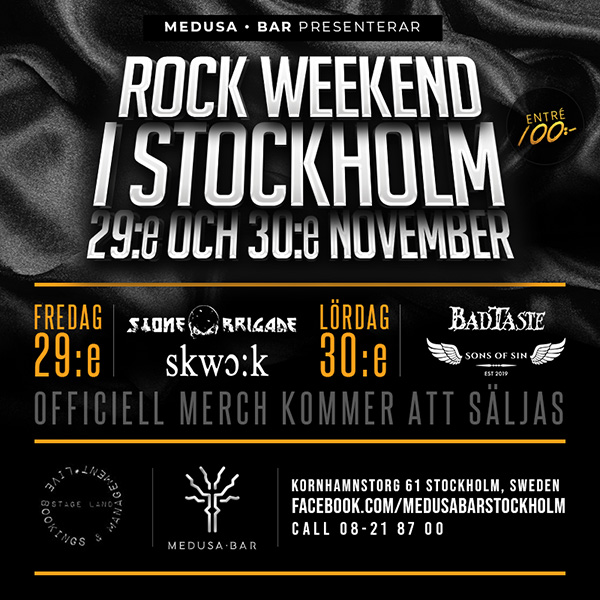 MEDUSA • BAR PRESENTERAR
ROCK WEEKEND
I STOCKHOLM
29:e OCH 30:e NOVEMBER
ENTRÉ
100:-
FREDAG
29:e
STONE BRIGADE
skwɔ:k
LÖRDAG
30:e
BADTASTE
SONS OF SIN
EST 2019
OFFICIELL MERCH KOMMER ATT SÄLJAS
STAGE LAND
LIVE BOOKINGS & MANAGEMENT
MEDUSA•BAR
KORNHAMNSTORG 61 STOCKHOLM, SWEDEN
FACEBOOK.COM/MEDUSABARSTOCKHOLM
CALL 08-21 87 00